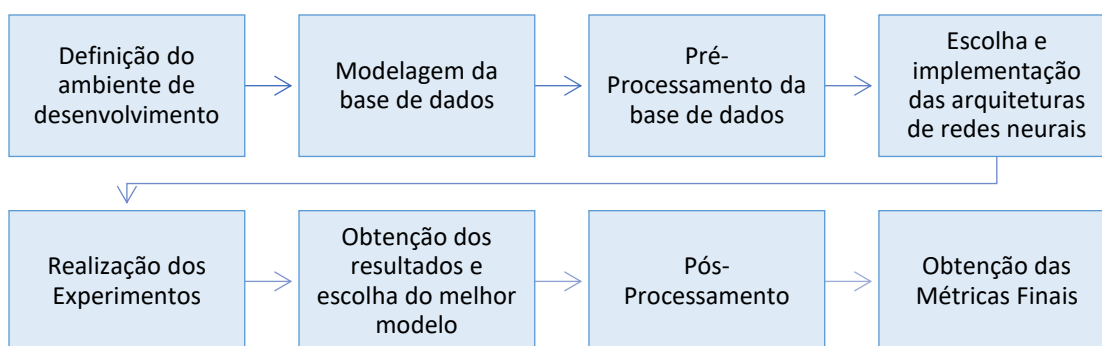 Definição do
ambiente de
desenvolvimento
Modelagem da
base de dados
Pré-
Processamento da
base de dados
Escolha e
implementação
das arquiteturas
de redes neurais
Realização dos
Experimentos
Obtenção dos
resultados e
escolha do melhor
modelo
Pós-
Processamento
Obtenção das
Métricas Finais